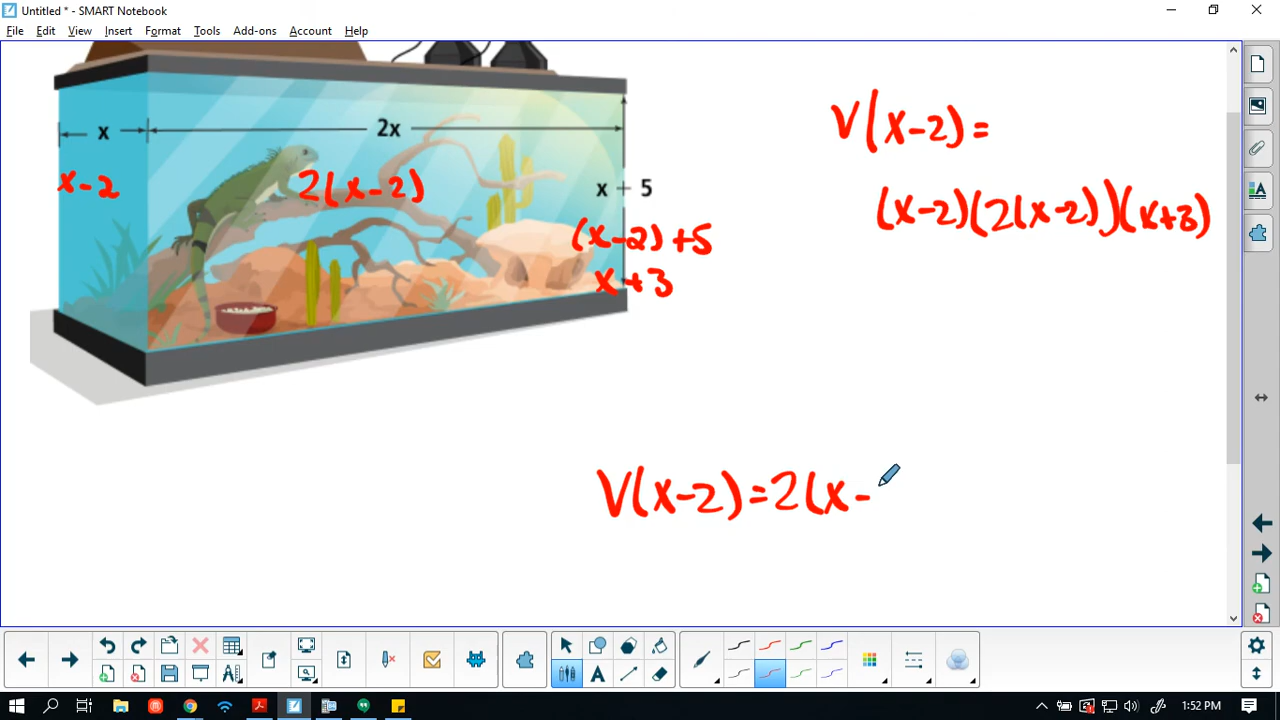 Untitled * - SMART Notebook
File Edit View Insert Format Tools Add-ons Account Help
x
2x
x + 5
x-2
2(x-2)
(x-2)+5
x+3
V(x-2)=
(x-2)(2(x-2))(x+3)
V(x-2)=2(x-
A
1:52 PM